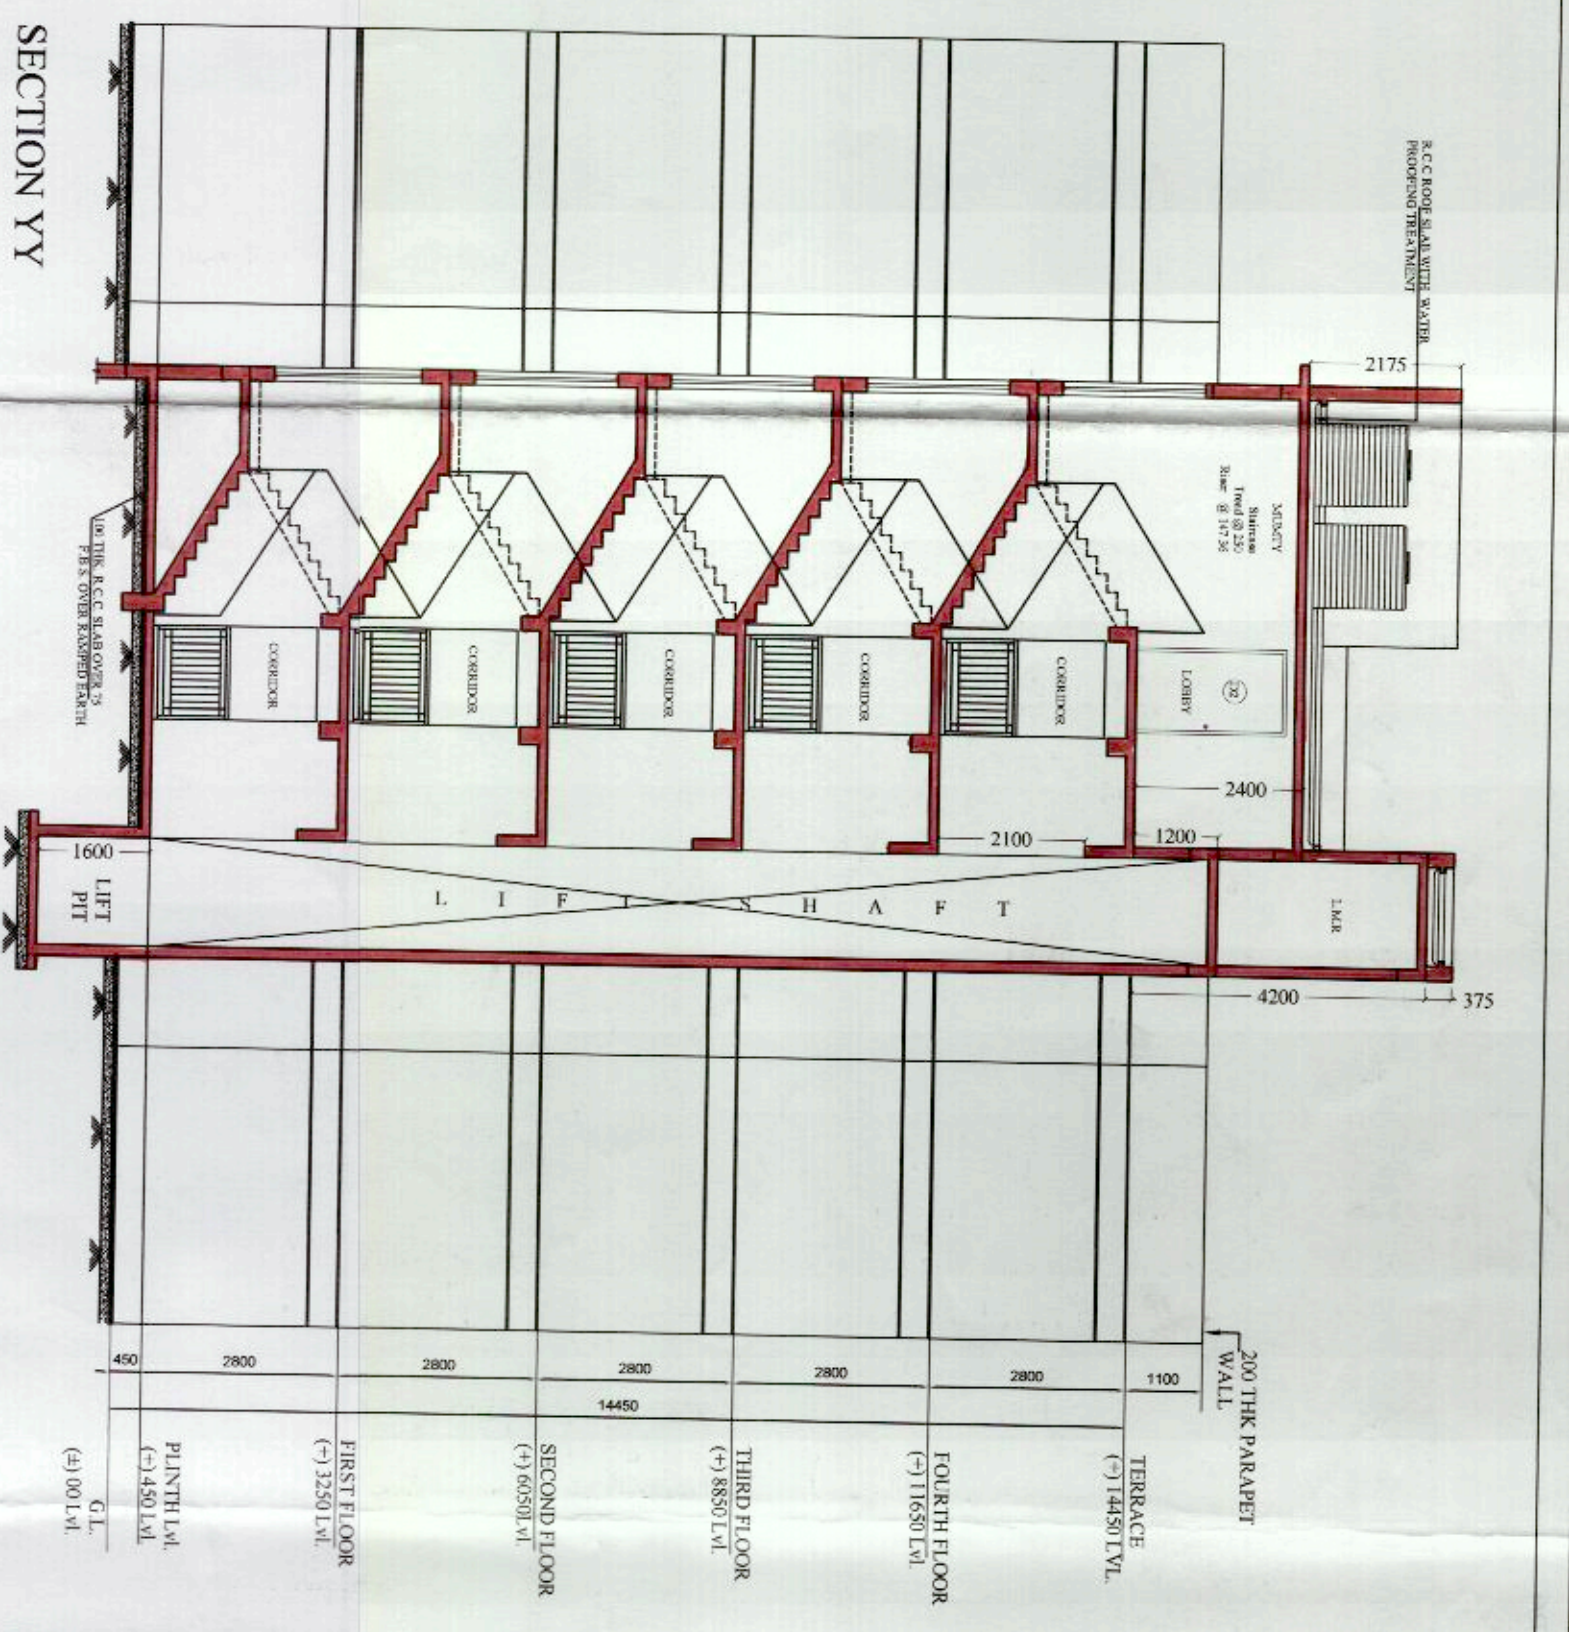 R.C.C ROOF SLAB WITH WATER
PROOFING TREATMENT
2175
MUMTY
Staircase
Tread @ 250
Riser @ 147.36
LOBBY
2400
CORRIDOR
CORRIDOR
CORRIDOR
CORRIDOR
CORRIDOR
2100
1200
L.M.R
4200
375
L I F T S H A F T
1600
LIFT
PIT
100 THK. R.C.C. SLAB OVER 75
F.B.S. OVER RAMPED EARTH
200 THK PARAPET
WALL
1100
2800
2800
2800
2800
2800
450
14450
TERRACE
(+) 14450 LVL.
FOURTH FLOOR
(+) 11650 Lvl.
THIRD FLOOR
(+) 8850 Lvl.
SECOND FLOOR
(+) 6050Lvl.
FIRST FLOOR
(+) 3250 Lvl.
PLINTH Lvl.
(+) 450 Lvl.
G.L.
(±) 00 Lvl.
SECTION YY